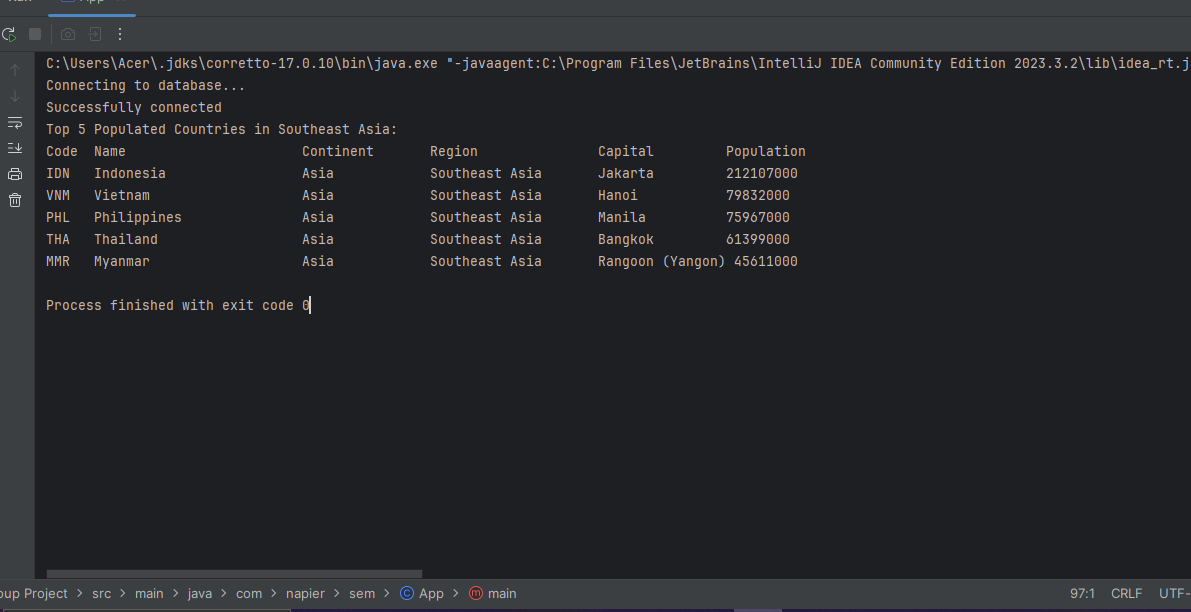 App
C:\Users\Acer\.jdks\corretto-17.0.10\bin\java.exe "-javaagent:C:\Program Files\JetBrains\IntelliJ IDEA Community Edition 2023.3.2\lib\idea_rt.j
Connecting to database...
Successfully connected
Top 5 Populated Countries in Southeast Asia:
Code Name Continent Region Capital Population
IDN Indonesia Asia Southeast Asia Jakarta 212107000
VNM Vietnam Asia Southeast Asia Hanoi 79832000
PHL Philippines Asia Southeast Asia Manila 75967000
THA Thailand Asia Southeast Asia Bangkok 61399000
MMR Myanmar Asia Southeast Asia Rangoon (Yangon) 45611000
Process finished with exit code 0
oup Project > src > main > java > com > napier > sem > App > main 97:1 CRLF UTF-